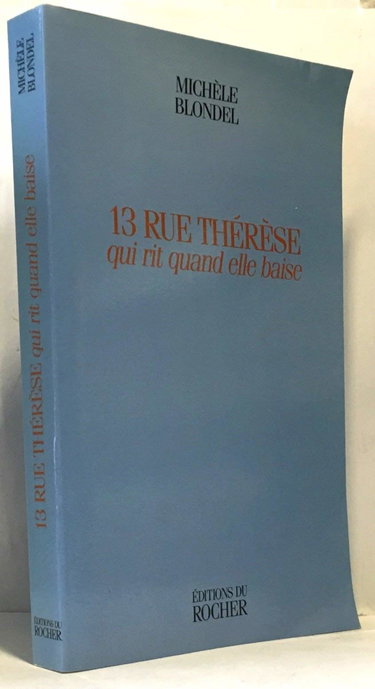 MICHÈLE
BLONDEL
13 RUE THÉRÈSE
qui rit quand elle baise
ÉDITIONS DU
ROCHER
MICHÈLE
BLONDEL
13 RUE THÉRÈSE qui rit quand elle baise
ÉDITIONS DU
ROCHER